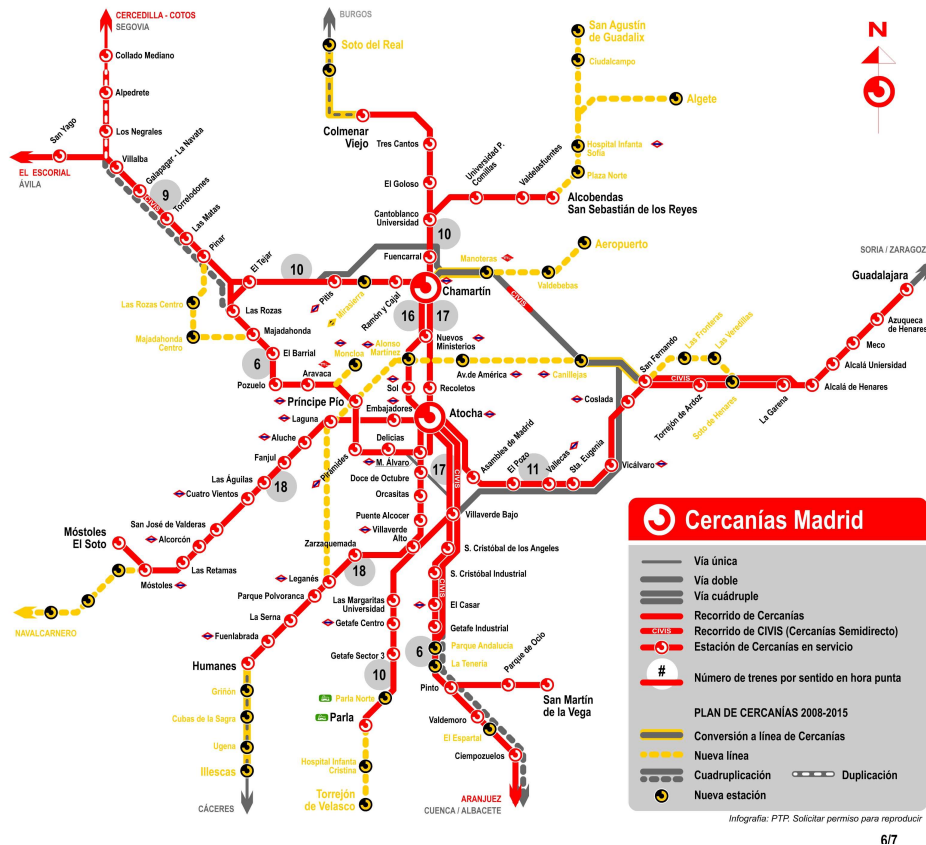 CERCEDILLA - COTOS
SEGOVIA
Collado Mediano
Alpedrete
Los Negrales
San Yago
EL ESCORIAL
ÁVILA
Villalba
Galapagar - La Navata
CIVIS
9
Torrelodones
Las Matas
Pinar
BURGOS
Soto del Real
Colmenar
Viejo
Tres Cantos
El Goloso
Cantoblanco
Universidad
10
Fuencarral
Universidad P.
Comillas
Valdelasfuentes
Alcobendas
San Sebastián de los Reyes
San Agustín
de Guadalix
Ciudalcampo
Algete
Hospital Infanta
Sofía
Plaza Norte
N
Aeropuerto
Manoteras
Valdebebas
CIVIS
El Tejar
10
Pitis
Mirasierra
Ramón y Cajal
Chamartín
16
17
Las Rozas Centro
Majadahonda
Centro
Las Rozas
Majadahonda
El Barrial
6
Pozuelo
Aravaca
Moncloa
Príncipe Pío
Alonso
Martínez
Nuevos
Ministerios
Sol
Recoletos
Av.de América
Canillejas
SORIA / ZARAGOZ
Guadalajara
Azuqueca
de Henares
Meco
Alcalá Uniersidad
Alcalá de Henares
San Fernando
Las Fronteras
Las Veredillas
CIVIS
Torrejón de Ardoz
Soto de Henares
La Garena
Coslada
Laguna
Embajadores
Atocha
Aluche
Fanjul
Las Águilas
Cuatro Vientos
18
San José de Valderas
Alcorcón
Las Retamas
Móstoles
El Soto
Móstoles
NAVALCARNERO
Pirámides
Delicias
M. Álvaro
Doce de Octubre
Orcasitas
Puente Alcocer
Villaverde
Alto
17
CIVIS
Asamblea de Madrid
El Pozo
11
Vallecas
Sta. Eugenia
Vicálvaro
Villaverde Bajo
Zarzaquemada
18
Leganés
Parque Polvoranca
La Serna
Fuenlabrada
Humanes
Griñón
Cubas de la Sagra
Ugena
Illescas
CÁCERES
Las Margaritas
Universidad
Getafe Centro
Getafe Sector 3
10
Parla Norte
Parla
Hospital Infanta
Cristina
Torrejón
de Velasco
S. Cristóbal de los Angeles
S. Cristóbal Industrial
CIVIS
El Casar
Getafe Industrial
6
Parque Andalucía
La Tenería
Pinto
Parque de Ocio
San Martín
de la Vega
Valdemoro
El Espartal
Ciempozuelos
ARANJUEZ
CUENCA / ALBACETE
Cercanías Madrid
Vía única
Vía doble
Vía cuádruple
Recorrido de Cercanías
CIVIS
Recorrido de CIVIS (Cercanías Semidirecto)
Estación de Cercanías en servicio
#
Número de trenes por sentido en hora punta
PLAN DE CERCANÍAS 2008-2015
Conversión a línea de Cercanías
Nueva línea
Cuadruplicación
Duplicación
Nueva estación
Infografía: PTP. Solicitar permiso para reproducir
6/7